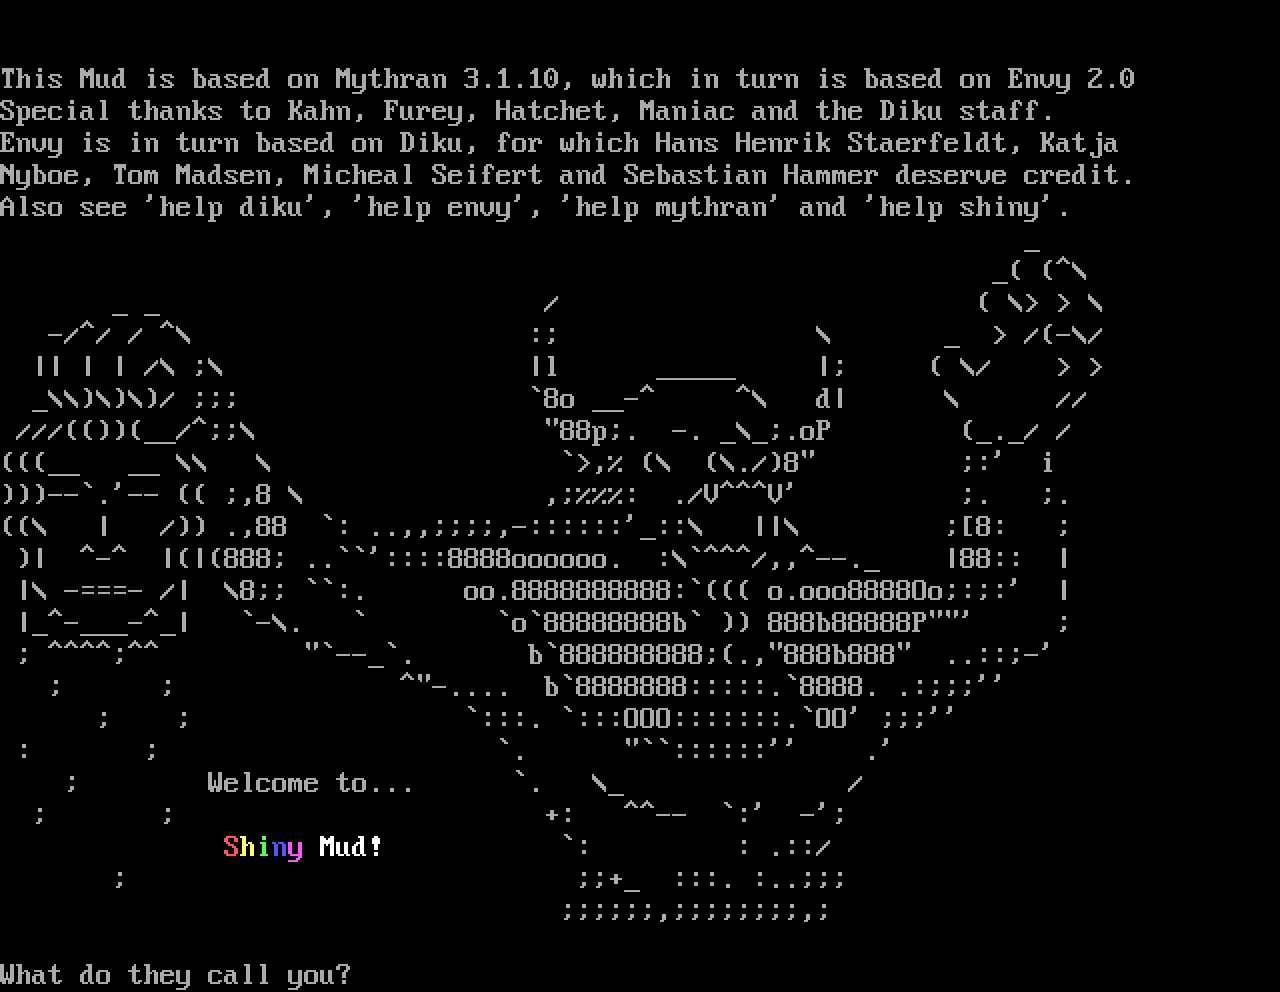 This Mud is based on Mythran 3.1.10, which in turn is based on Envy 2.0
Special thanks to Kahn, Furey, Hatchet, Maniac and the Diku staff.
Envy is in turn based on Diku, for which Hans Henrik Staerfeldt, Katja
Nyboe, Tom Madsen, Micheal Seifert and Sebastian Hammer deserve credit.
Also see 'help diku', 'help envy', 'help mythran' and 'help shiny'.
Welcome to...
Shiny Mud!
What do they call you?